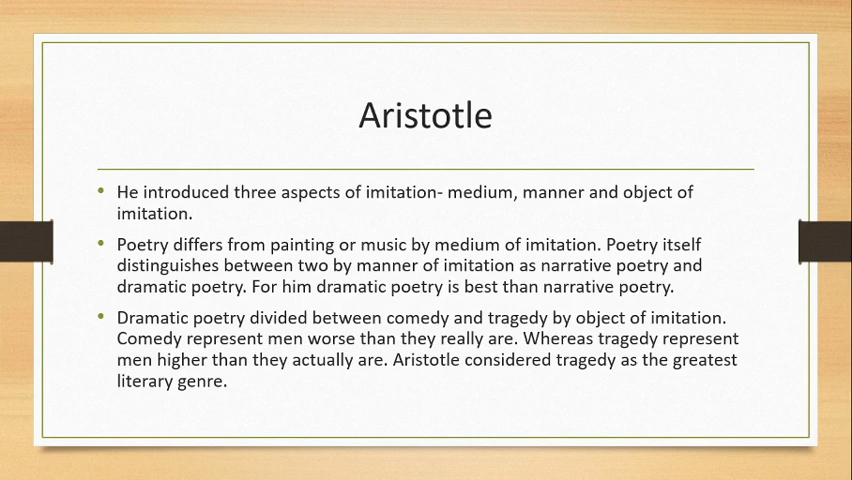 Aristotle
• He introduced three aspects of imitation- medium, manner and object of
imitation.
• Poetry differs from painting or music by medium of imitation. Poetry itself
distinguishes between two by manner of imitation as narrative poetry and
dramatic poetry. For him dramatic poetry is best than narrative poetry.
• Dramatic poetry divided between comedy and tragedy by object of imitation.
Comedy represent men worse than they really are. Whereas tragedy represent
men higher than they actually are. Aristotle considered tragedy as the greatest
literary genre.